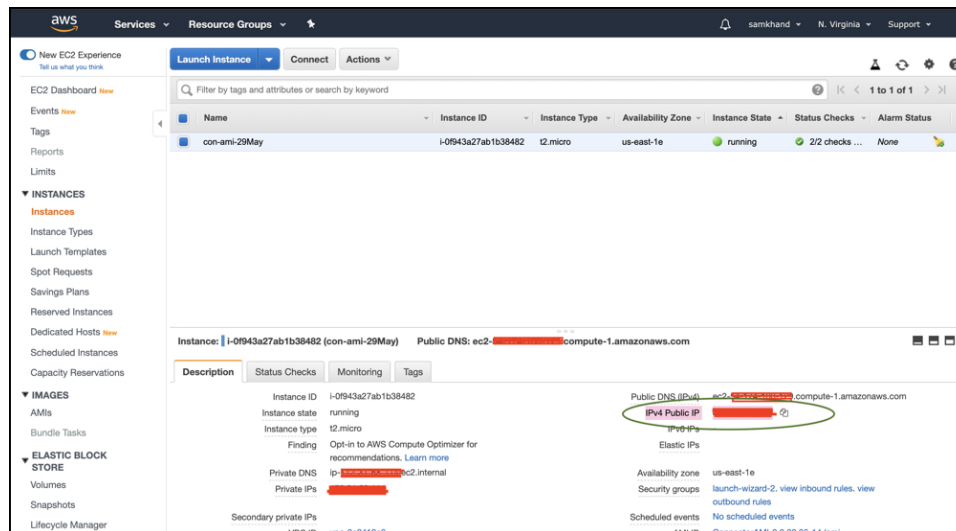 aws
Services
Resource Groups
samkhand
N. Virginia
Support
New EC2 Experience
Tell us what you think
EC2 Dashboard New
Events New
Tags
Reports
Limits
INSTANCES
Instances
Instance Types
Launch Templates
Spot Requests
Savings Plans
Reserved Instances
Dedicated Hosts New
Scheduled Instances
Capacity Reservations
IMAGES
AMIs
Bundle Tasks
ELASTIC BLOCK
STORE
Volumes
Snapshots
Lifecycle Manager
Launch Instance
Connect
Actions
Filter by tags and attributes or search by keyword
1 to 1 of 1
Name Instance ID Instance Type Availability Zone Instance State Status Checks Alarm Status
con-ami-29May i-0f943a27ab1b38482 t2.micro us-east-1e running 2/2 checks ... None
Instance: i-0f943a27ab1b38482 (con-ami-29May) Public DNS: ec2- compute-1.amazonaws.com
Description Status Checks Monitoring Tags
Instance ID i-0f943a27ab1b38482
Instance state running
Instance type t2.micro
Finding Opt-in to AWS Compute Optimizer for
recommendations. Learn more
Private DNS ip- ec2.internal
Private IPs
Secondary private IPs
Public DNS (IPv4) ec2- .compute-1.amazonaws.com
IPv4 Public IP
IPv6 IPs
Elastic IPs
Availability zone us-east-1e
Security groups launch-wizard-2. view inbound rules. view
outbound rules
Scheduled events No scheduled events